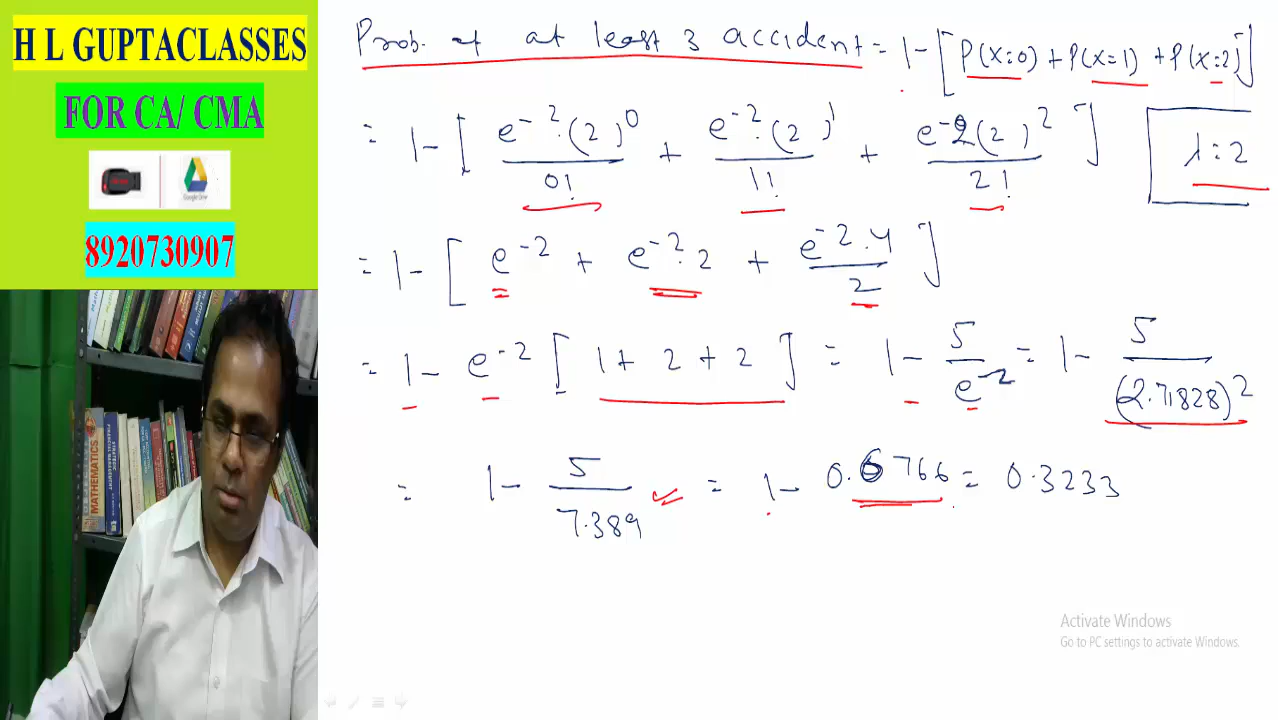 H L GUPTACLASSES
FOR CA/ CMA
8920730907
Prob. of at least 3 accident = 1 - [P(X=0) + P(X=1) + P(X=2)]
= 1 - [ e^-2 . (2)^0 / 0! + e^-2 . (2)^1 / 1! + e^-2 (2)^2 / 2! ]
λ = 2
= 1 - [ e^-2 + e^-2 . 2 + e^-2 . 4 / 2 ]
= 1 - e^-2 [ 1 + 2 + 2 ] = 1 - 5 / e^-2 = 1 - 5 / (2.71828)^2
= 1 - 5 / 7.389 = 1 - 0.6766 = 0.3233
MATHEMATICS
Activate Windows
Go to PC settings to activate Windows.